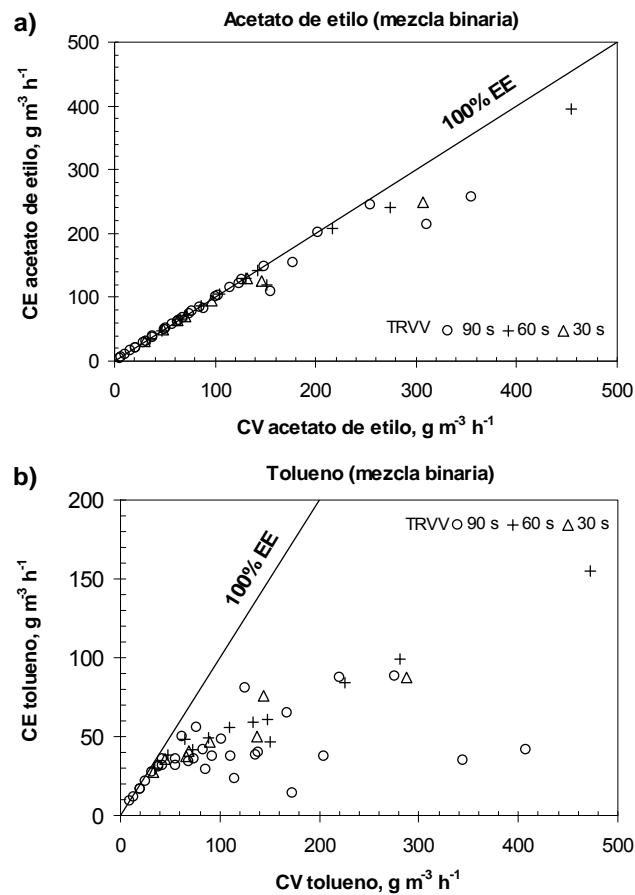 a)
Acetato de etilo (mezcla binaria)
500
400
300
200
100
0
CE acetato de etilo, g m⁻³ h⁻¹
100% EE
TRVV 90 s 60 s 30 s
0 100 200 300 400 500
CV acetato de etilo, g m⁻³ h⁻¹
b)
Tolueno (mezcla binaria)
200
150
100
50
0
CE tolueno, g m⁻³ h⁻¹
100% EE
TRVV 90 s 60 s 30 s
0 100 200 300 400 500
CV tolueno, g m⁻³ h⁻¹